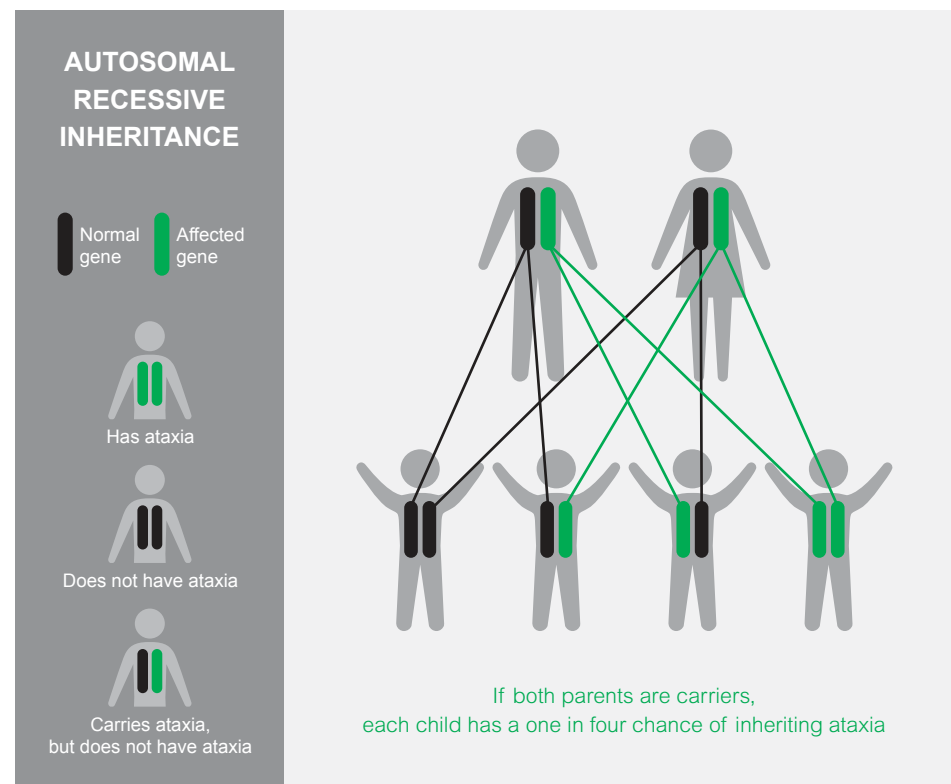 AUTOSOMAL
RECESSIVE
INHERITANCE
Normal
gene
Affected
gene
Has ataxia
Does not have ataxia
Carries ataxia,
but does not have ataxia
If both parents are carriers,
each child has a one in four chance of inheriting ataxia